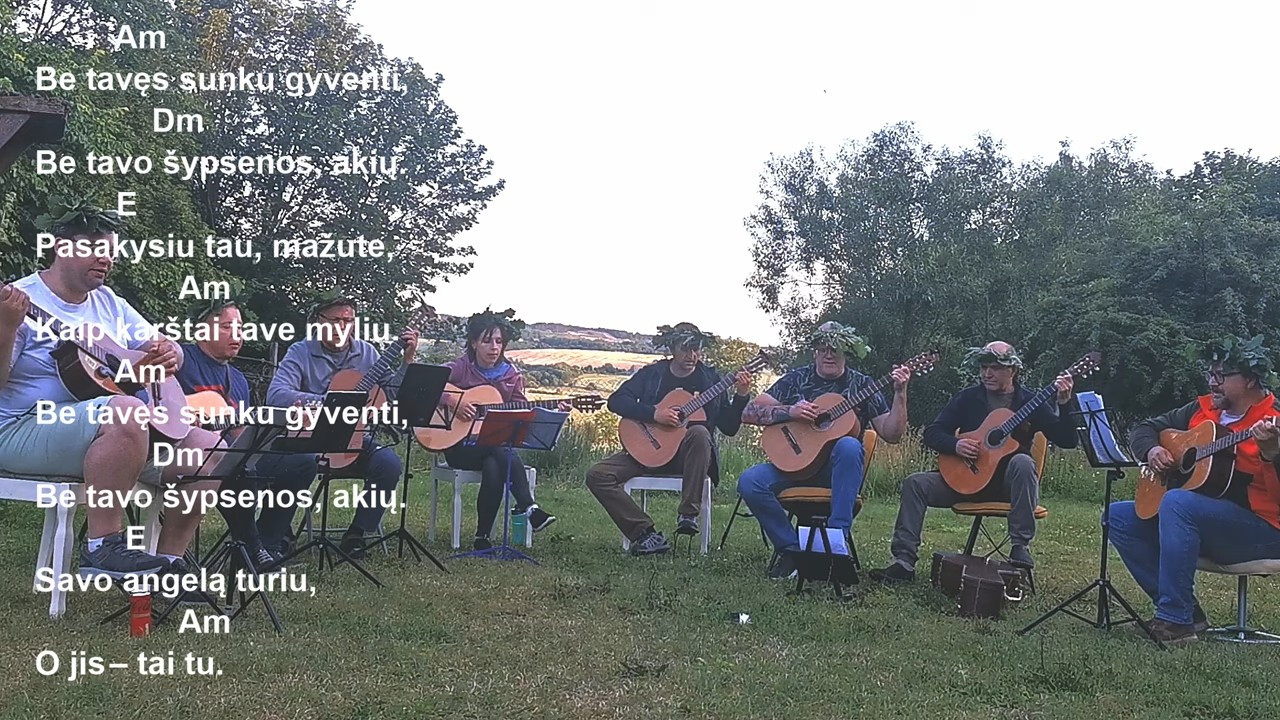 Am
Be tavęs sunku gyventi,
Dm
Be tavo šypsenos, akių.
E
Pasakysiu tau, mažute,
Am
Kaip karštai tave myliu
Am
Be tavęs sunku gyventi,
Dm
Be tavo šypsenos, akių.
E
Savo angelą turiu,
Am
O jis – tai tu.